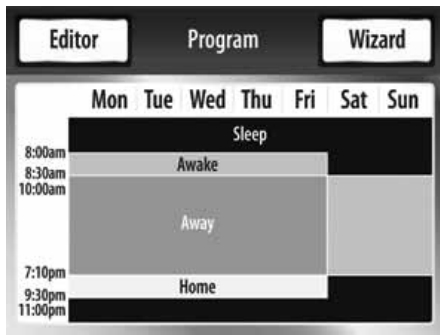 Editor Program Wizard
Mon Tue Wed Thu Fri Sat Sun
Sleep
8:00am
Awake
8:30am
10:00am
Away
7:10pm
Home
9:30pm
11:00pm